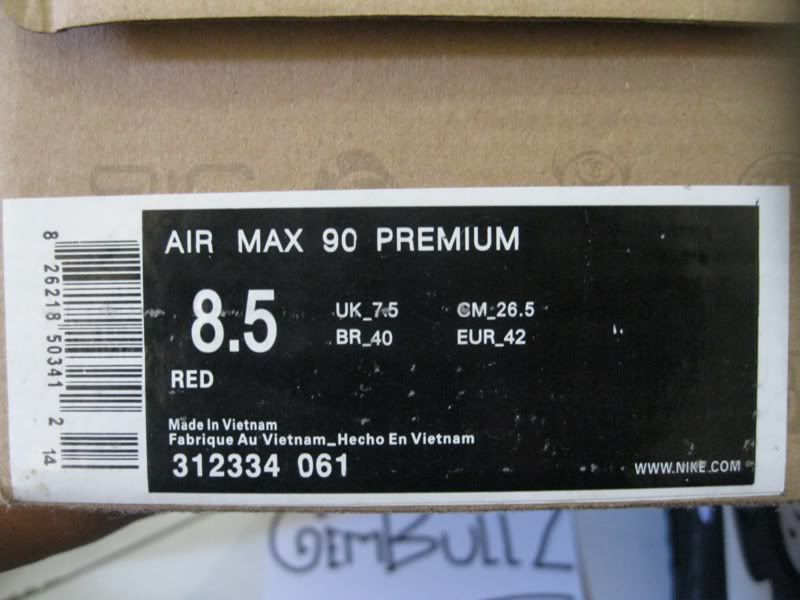 AIR MAX 90 PREMIUM
8.5
UK_7.5 CM_26.5
BR_40 EUR_42
RED
Made In Vietnam
Fabrique Au Vietnam_Hecho En Vietnam
312334 061
WWW.NIKE.COM
8 26218 50341 2 14
GEMBULLZ